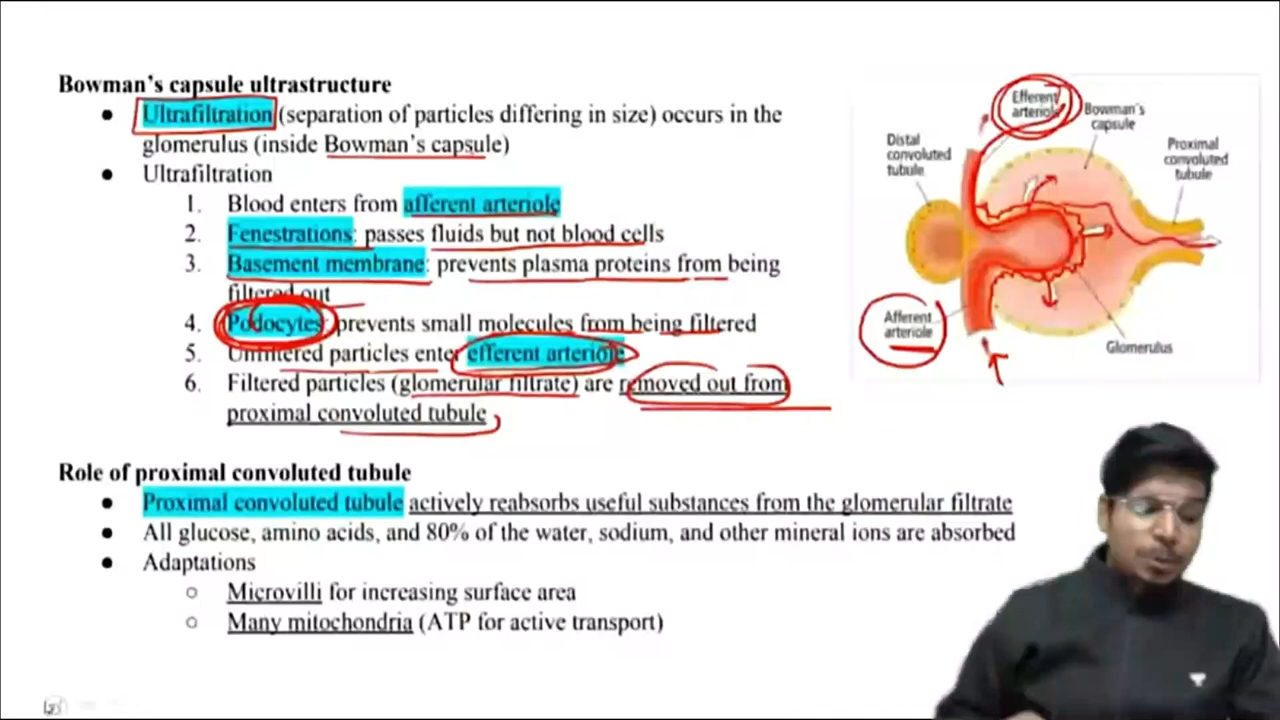 Bowman's capsule ultrastructure
● Ultrafiltration (separation of particles differing in size) occurs in the
glomerulus (inside Bowman's capsule)
● Ultrafiltration
1. Blood enters from afferent arteriole
2. Fenestrations: passes fluids but not blood cells
3. Basement membrane: prevents plasma proteins from being
filtered out
4. Podocytes: prevents small molecules from being filtered
5. Unfiltered particles enter efferent arteriole
6. Filtered particles (glomerular filtrate) are removed out from
proximal convoluted tubule
Efferent
arteriole
Bowman's
capsule
Distal
convoluted
tubule
Proximal
convoluted
tubule
Afferent
arteriole
Glomerulus
Role of proximal convoluted tubule
● Proximal convoluted tubule actively reabsorbs useful substances from the glomerular filtrate
● All glucose, amino acids, and 80% of the water, sodium, and other mineral ions are absorbed
● Adaptations
○ Microvilli for increasing surface area
○ Many mitochondria (ATP for active transport)